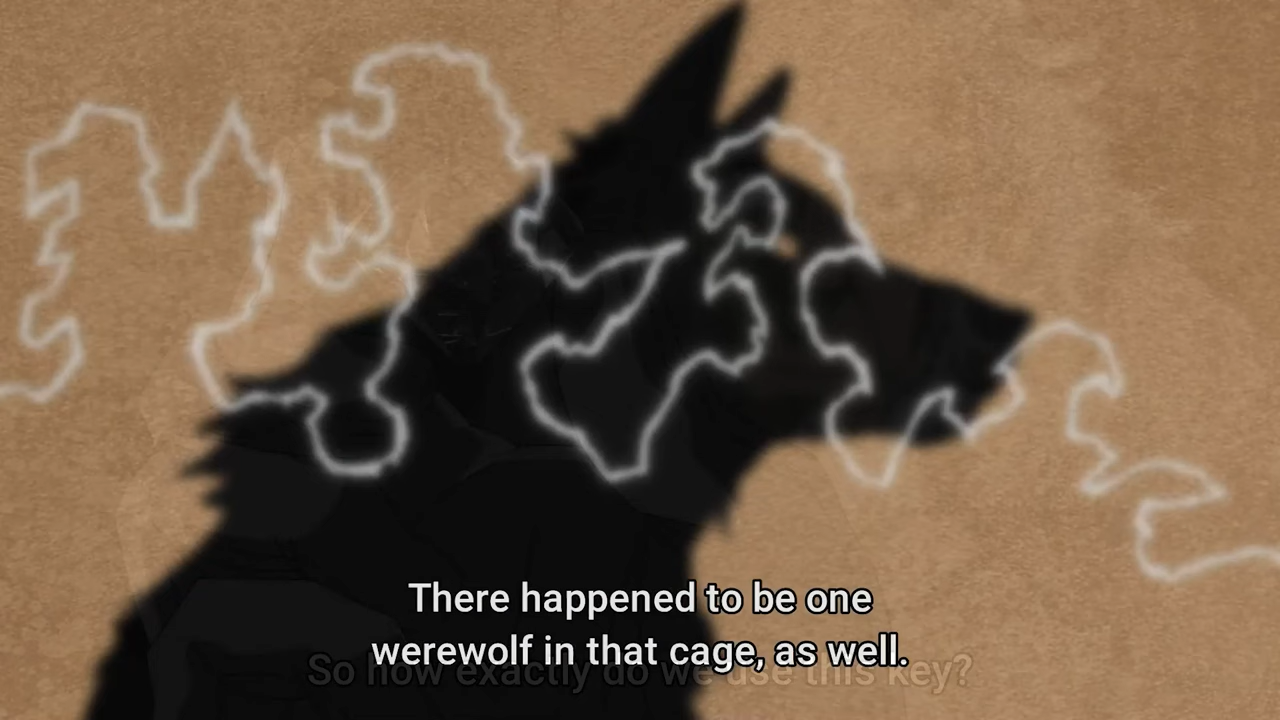 There happened to be one
werewolf in that cage, as well.
So how exactly do we use this key?